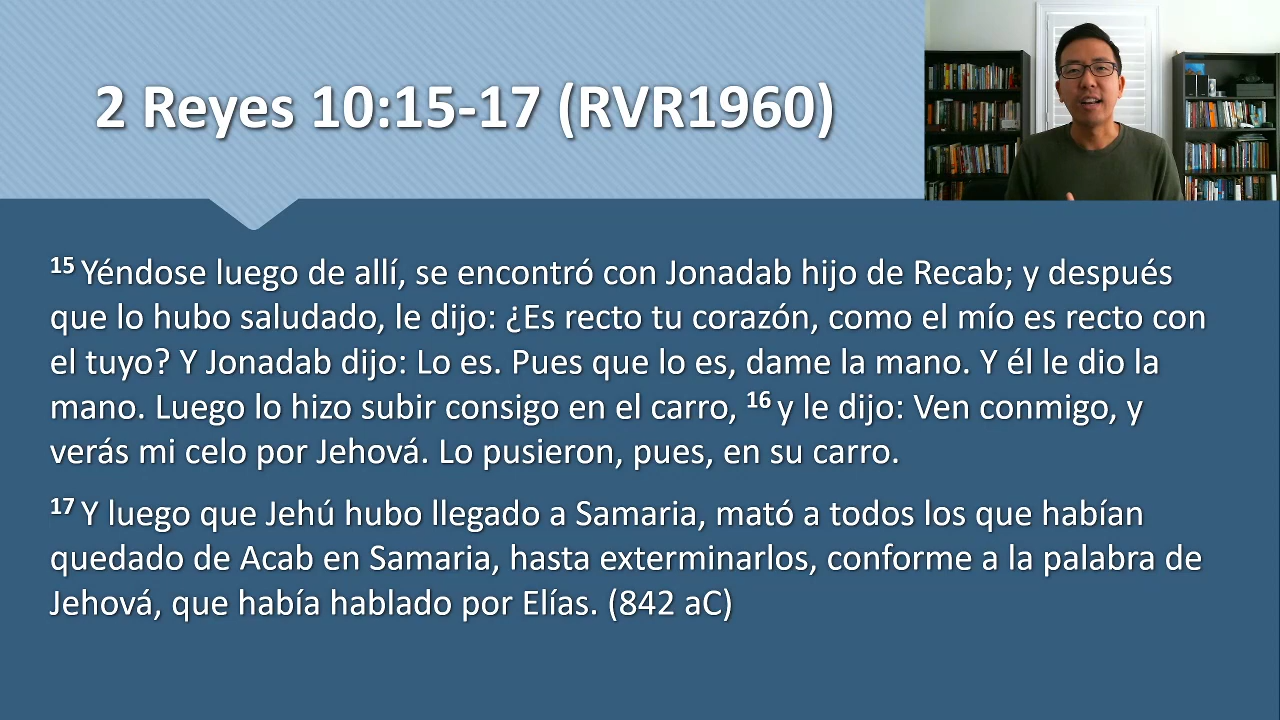 2 Reyes 10:15-17 (RVR1960)
15 Yéndose luego de allí, se encontró con Jonadab hijo de Recab; y después
que lo hubo saludado, le dijo: ¿Es recto tu corazón, como el mío es recto con
el tuyo? Y Jonadab dijo: Lo es. Pues que lo es, dame la mano. Y él le dio la
mano. Luego lo hizo subir consigo en el carro, 16 y le dijo: Ven conmigo, y
verás mi celo por Jehová. Lo pusieron, pues, en su carro.
17 Y luego que Jehú hubo llegado a Samaria, mató a todos los que habían
quedado de Acab en Samaria, hasta exterminarlos, conforme a la palabra de
Jehová, que había hablado por Elías. (842 aC)